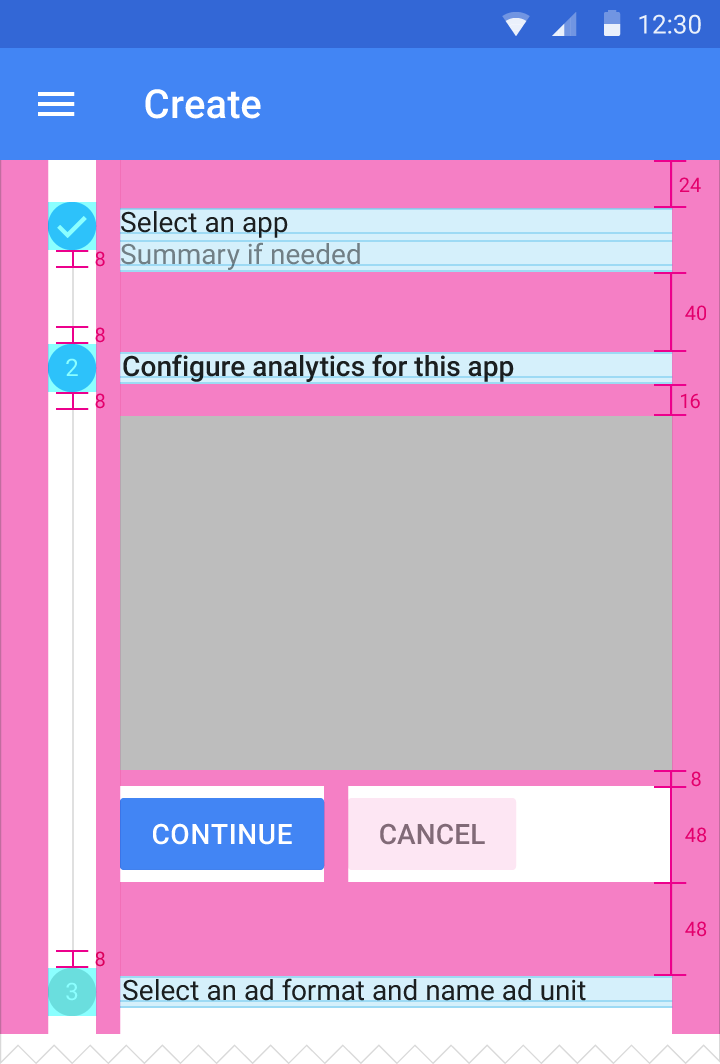 12:30
Create
24
Select an app
Summary if needed
8
40
8
2
Configure analytics for this app
8
16
8
CONTINUE
CANCEL
48
48
8
3
Select an ad format and name ad unit